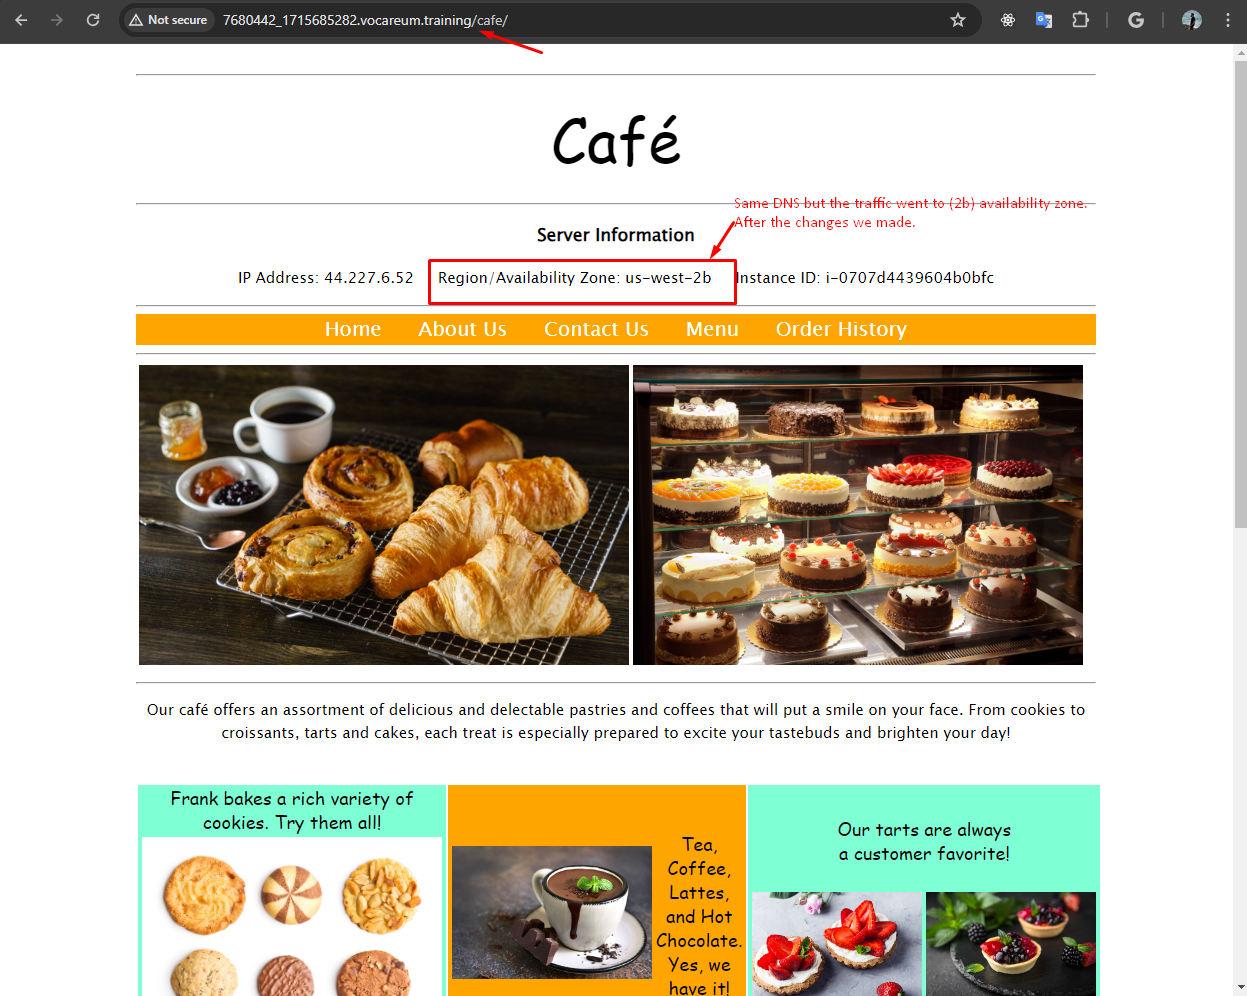 Not secure 7680442_1715685282.vocareum.training/cafe/
Café
Same DNS but the traffic went to (2b) availability zone.
After the changes we made.
Server Information
IP Address: 44.227.6.52 Region/Availability Zone: us-west-2b Instance ID: i-0707d4439604b0bfc
Home About Us Contact Us Menu Order History
Our café offers an assortment of delicious and delectable pastries and coffees that will put a smile on your face. From cookies to
croissants, tarts and cakes, each treat is especially prepared to excite your tastebuds and brighten your day!
Frank bakes a rich variety of
cookies. Try them all!
Tea,
Coffee,
Lattes,
and Hot
Chocolate.
Yes, we
have it!
Our tarts are always
a customer favorite!